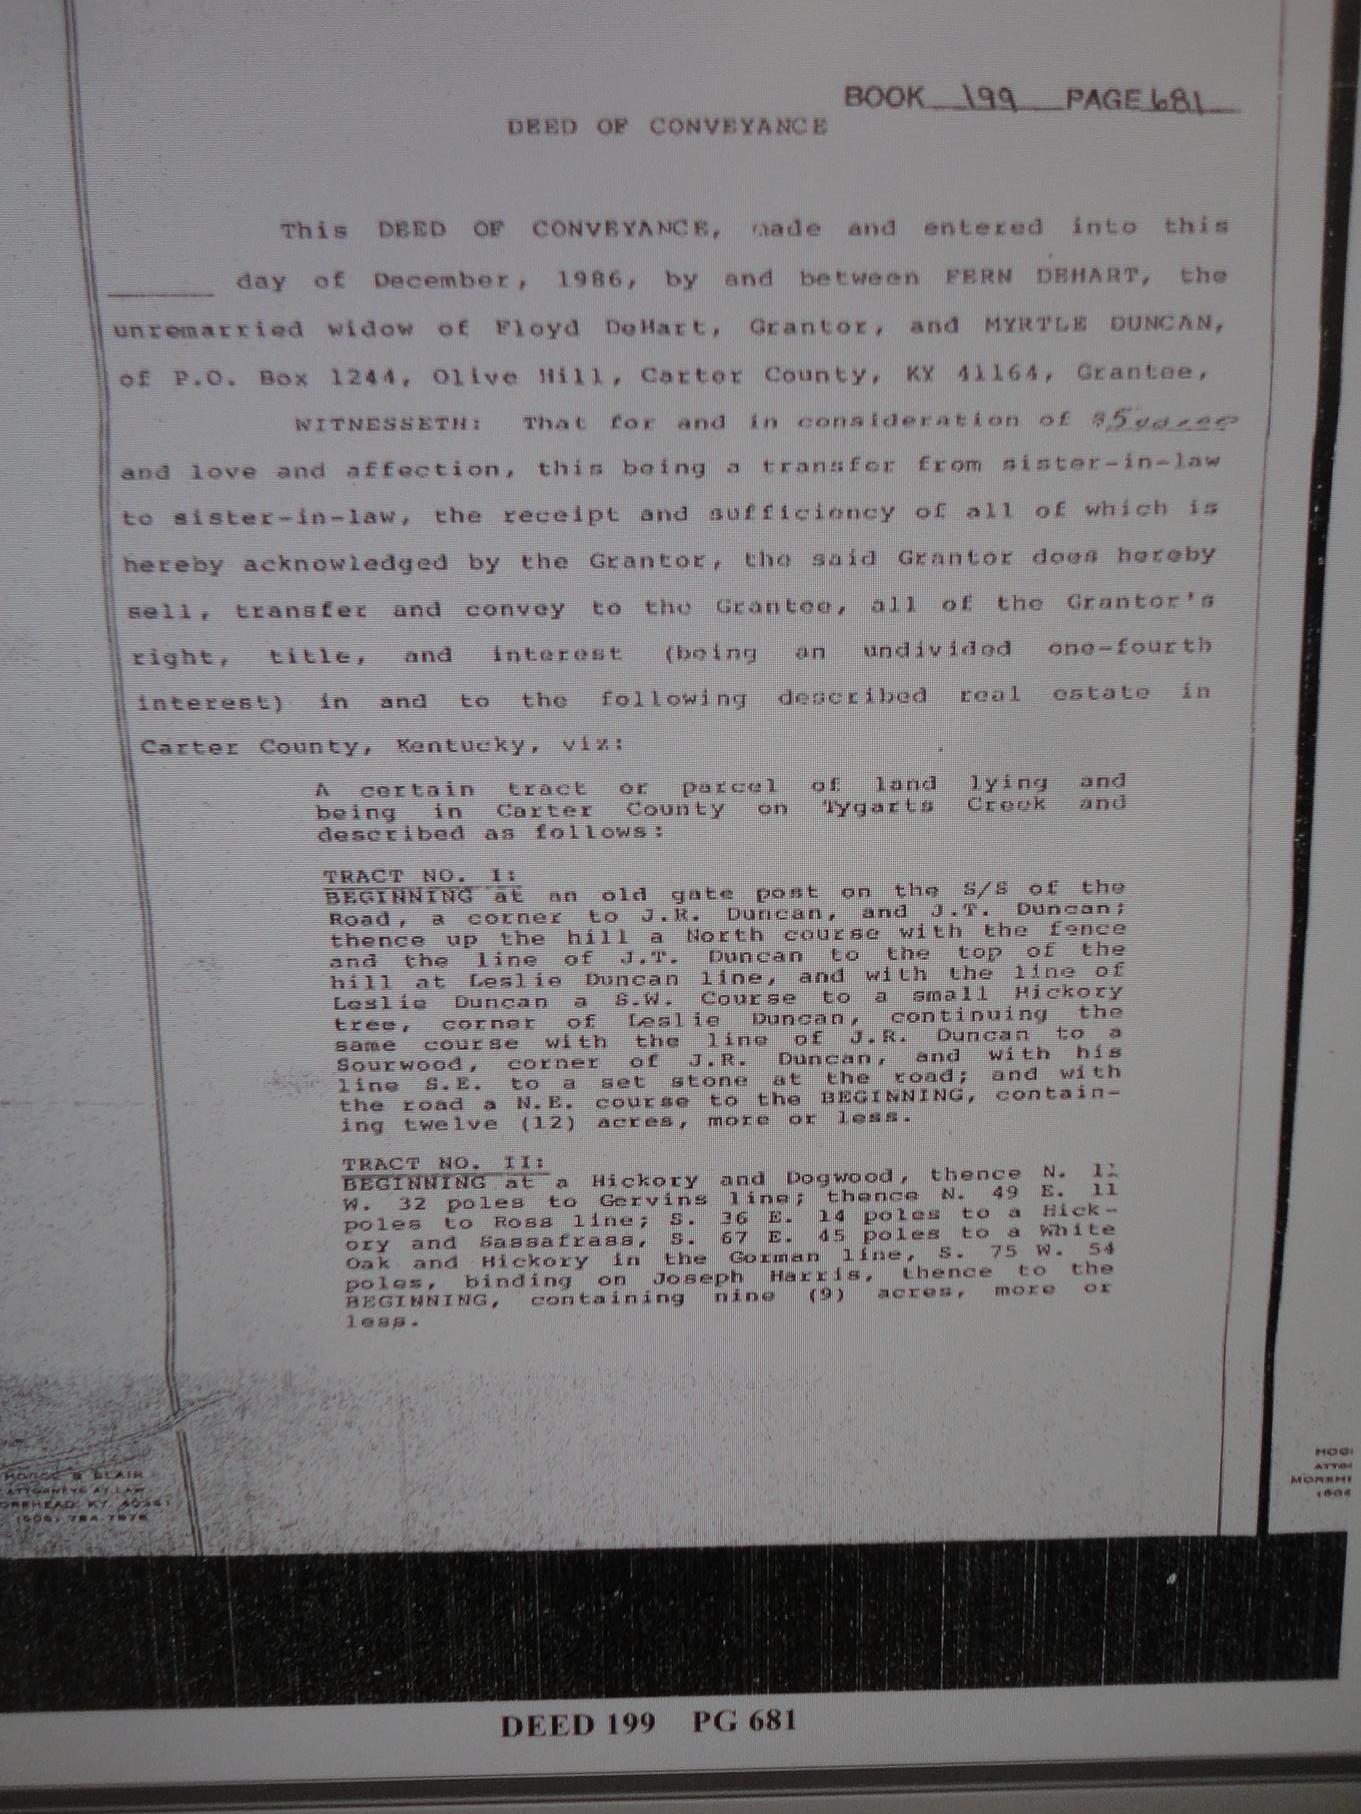 BOOK 199 PAGE 681
DEED OF CONVEYANCE
This DEED OF CONVEYANCE, made and entered into this
day of December, 1986, by and between FERN DEHART, the
unremarried widow of Floyd DeHart, Grantor, and MYRTLE DUNCAN,
of P.O. Box 1244, Olive Hill, Carter County, KY 41164, Grantee,
WITNESSETH: That for and in consideration of
and love and affection, this being a transfer from sister-in-law
to sister-in-law, the receipt and sufficiency of all of which is
hereby acknowledged by the Grantor, the said Grantor does hereby
sell, transfer and convey to the Grantee, all of the Grantor's
right, title, and interest (being an undivided one-fourth
interest) in and to the following described real estate in
Carter County, Kentucky, viz:
A certain tract or parcel of land lying and
being in Carter County on Tygarts Creek and
described as follows:
TRACT NO. I:
BEGINNING at an old gate post on the S/S of the
Road, a corner to J.R. Duncan, and J.T. Duncan;
thence up the hill a North course with the fence
and the line of J.T. Duncan to the top of the
hill at Leslie Duncan line, and with the line of
Leslie Duncan a S.W. Course to a small Hickory
tree, corner of Leslie Duncan, continuing the
same course with the line of J.R. Duncan to a
Sourwood, corner of J.R. Duncan, and with his
line S.E. to a set stone at the road; and with
the road a N.E. course to the BEGINNING, contain-
ing twelve (12) acres, more or less.
TRACT NO. II:
BEGINNING at a Hickory and Dogwood, thence N.
W. 32 poles to Gervins line; thence N. 49 E. 11
poles to Ross line; S. 36 E. 14 poles to a Hick-
ory and Sassafrass, S. 67 E. 45 poles to a White
Oak and Hickory in the Gorman line, S. 75 W. 54
poles, binding on Joseph Harris, thence to the
BEGINNING, containing nine (9) acres, more or
less.
& BLAIR
ATTORNEYS AT LAW
KY. 40351
DEED 199 PG 681